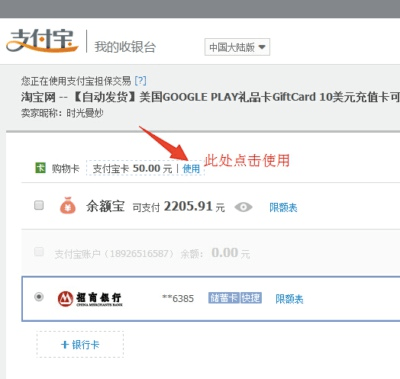 支付宝 | 我的收银台 中国大陆版
您正在使用支付宝担保交易 [?]
淘宝网 -- 【自动发货】美国GOOGLE PLAY礼品卡GiftCard 10美元充值卡可
卖家昵称：时光曼妙
此处点击使用
购物卡 支付宝卡 50.00 元 | 使用
余额宝 可支付 2205.91 元 限额表
支付宝账户（18926516587）余额： 0.00 元
招商银行 CHINA MERCHANTS BANK **6385 储蓄卡 快捷 限额表
+ 银行卡